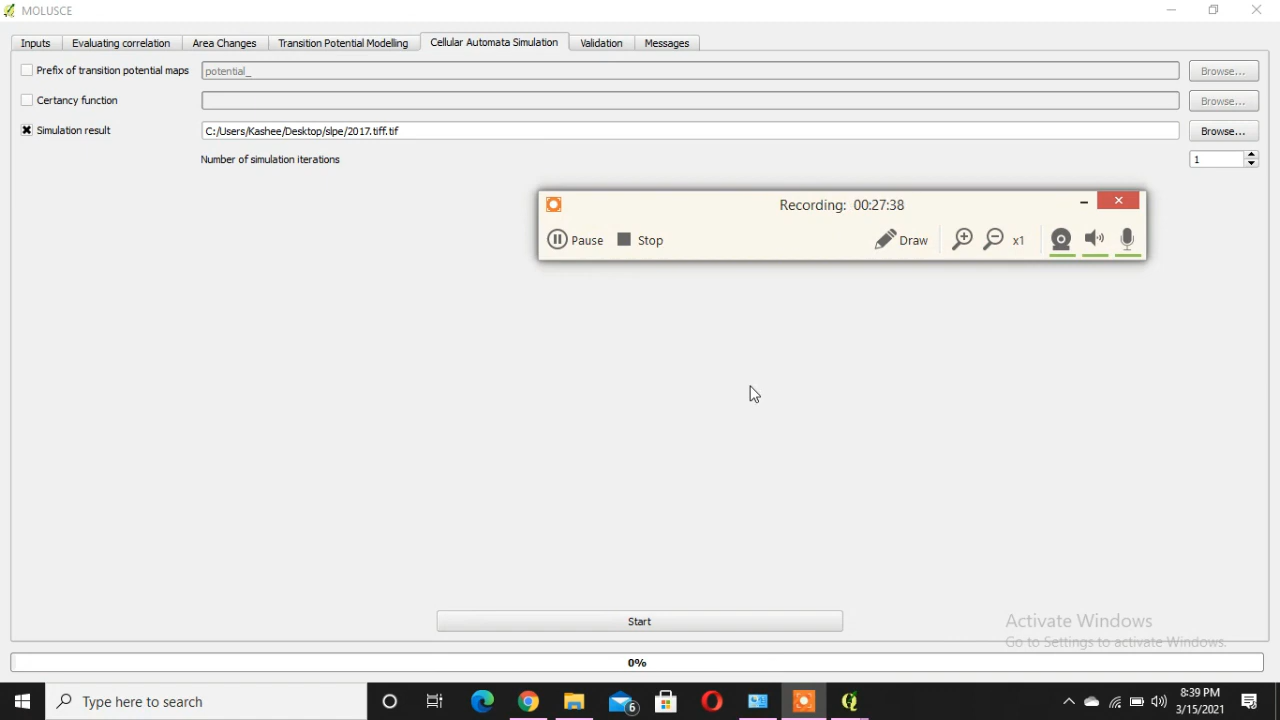 MOLUSCE
Inputs Evaluating correlation Area Changes Transition Potential Modelling Cellular Automata Simulation Validation Messages
Prefix of transition potential maps potential_ Browse...
Certancy function Browse...
Simulation result C:/Users/Kashee/Desktop/slpe/2017.tiff.tif Browse...
Number of simulation iterations 1
Recording: 00:27:38
Pause Stop Draw x1
Start
Activate Windows
Go to Settings to activate Windows.
0%
Type here to search 6 8:39 PM
3/15/2021